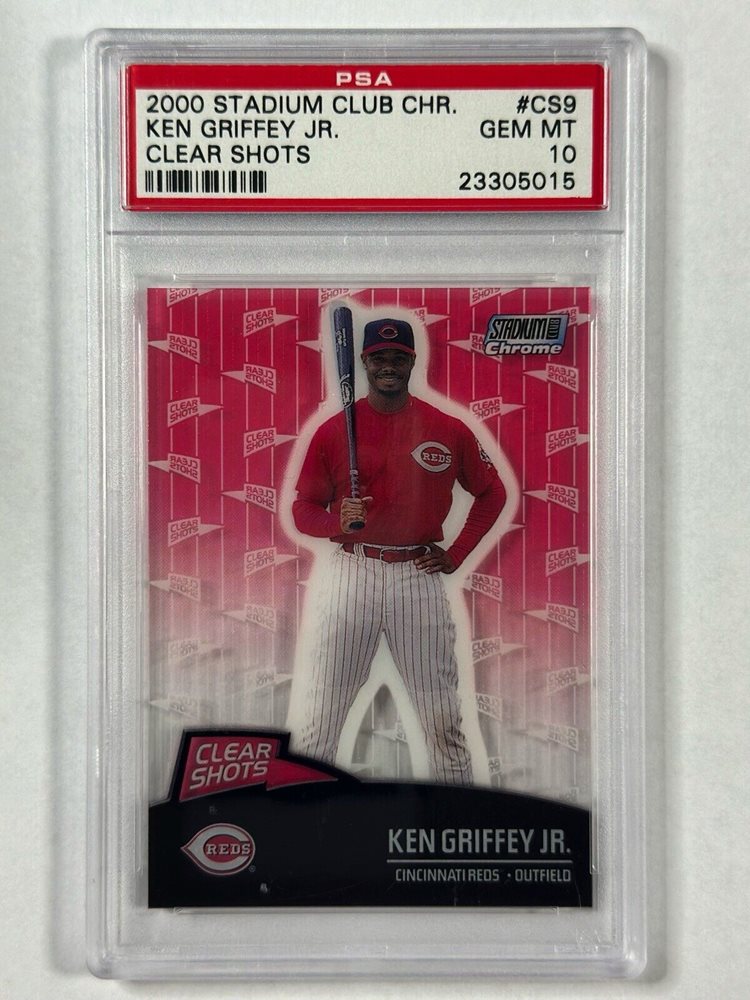 PSA
2000 STADIUM CLUB CHR. #CS9
KEN GRIFFEY JR. GEM MT
CLEAR SHOTS 10
23305015
STADIUM CLUB
Chrome
REDS
CLEAR
SHOTS
REDS
KEN GRIFFEY JR.
CINCINNATI REDS • OUTFIELD